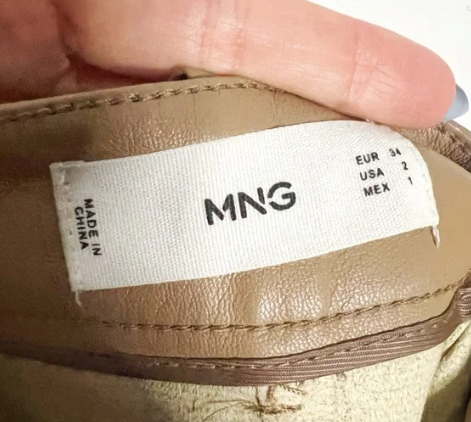 MADE IN
CHINA
MNG
EUR 34
USA 2
MEX 1